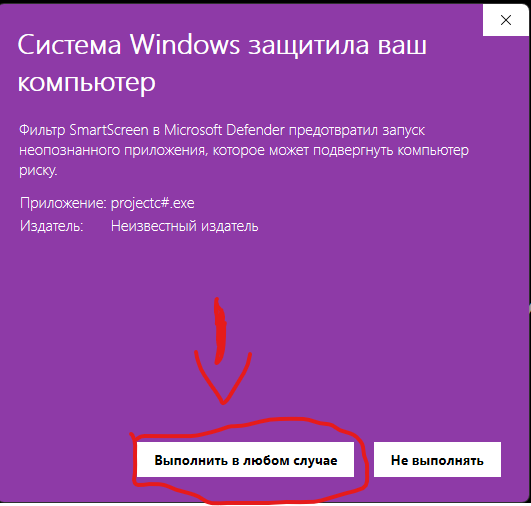 Система Windows защитила ваш
компьютер
Фильтр SmartScreen в Microsoft Defender предотвратил запуск
неопознанного приложения, которое может подвергнуть компьютер
риску.
Приложение: projectc#.exe
Издатель: Неизвестный издатель
Выполнить в любом случае Не выполнять